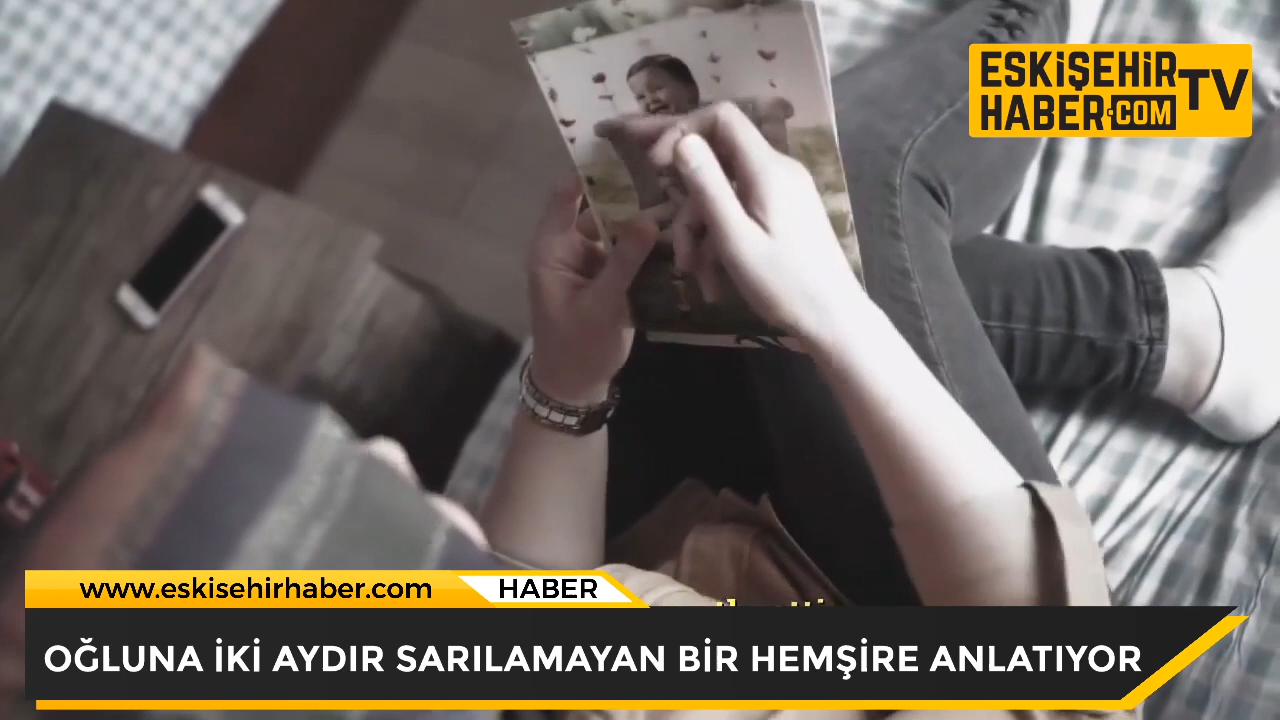 ESKİŞEHİR
HABER.COM
TV
www.eskisehirhaber.com
HABER
OĞLUNA İKİ AYDIR SARILAMAYAN BİR HEMŞİRE ANLATIYOR